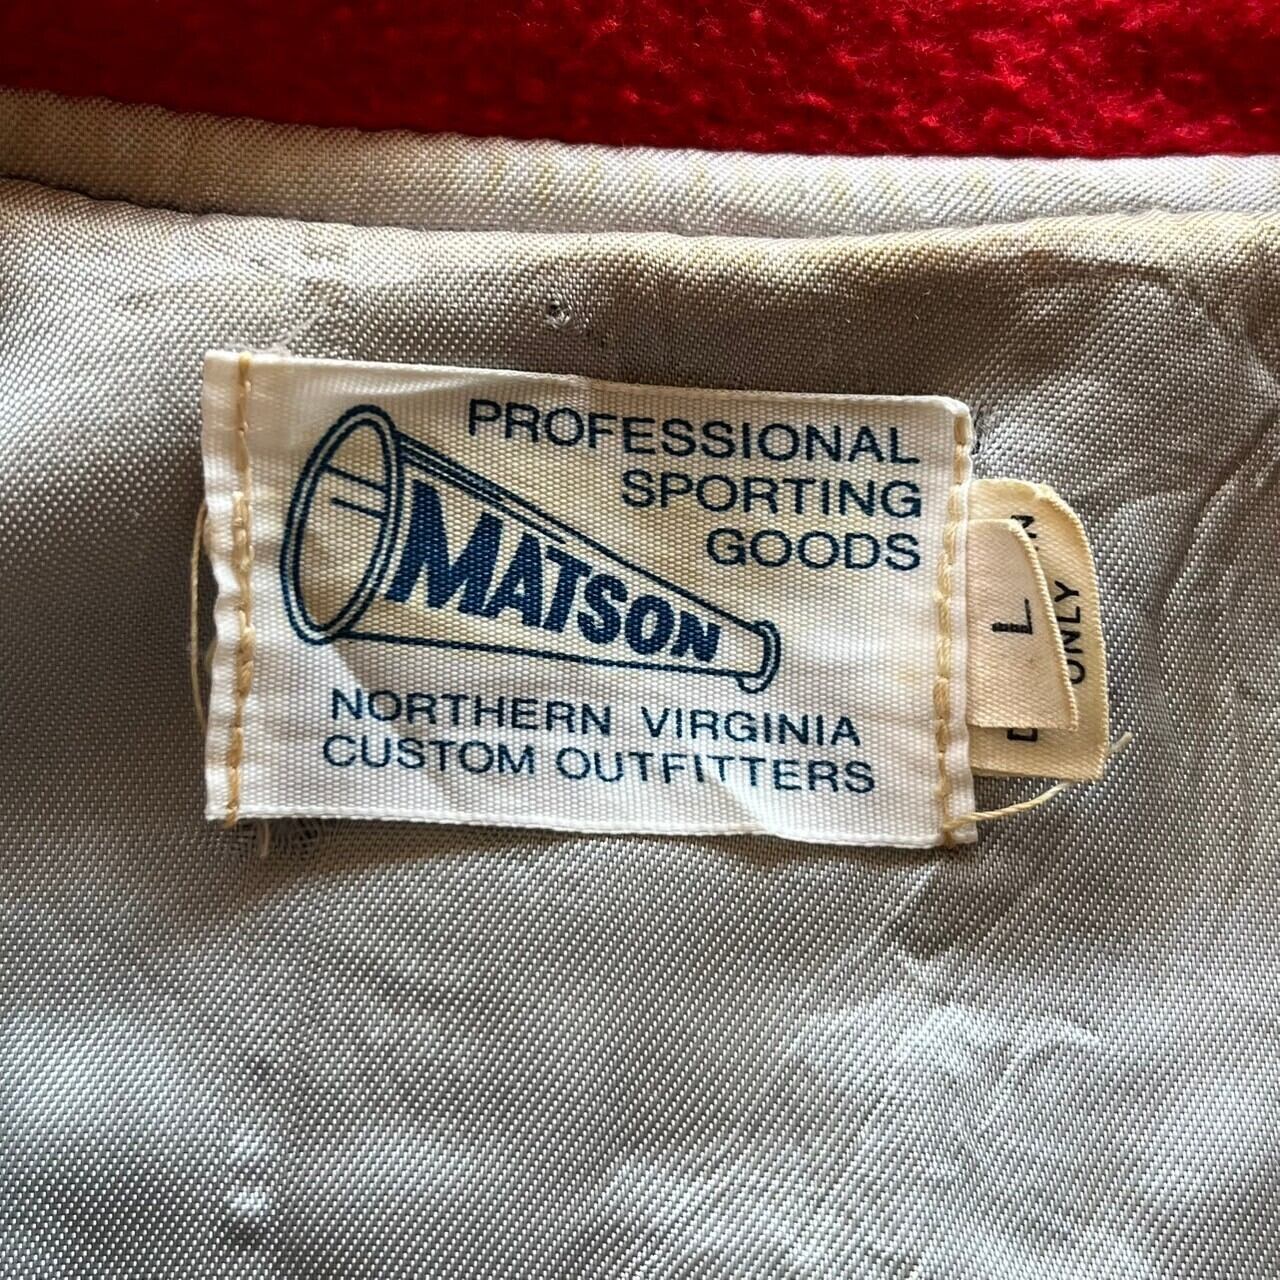 PROFESSIONAL
SPORTING
GOODS
MATSON
NORTHERN VIRGINIA
CUSTOM OUTFITTERS
L
ONLY